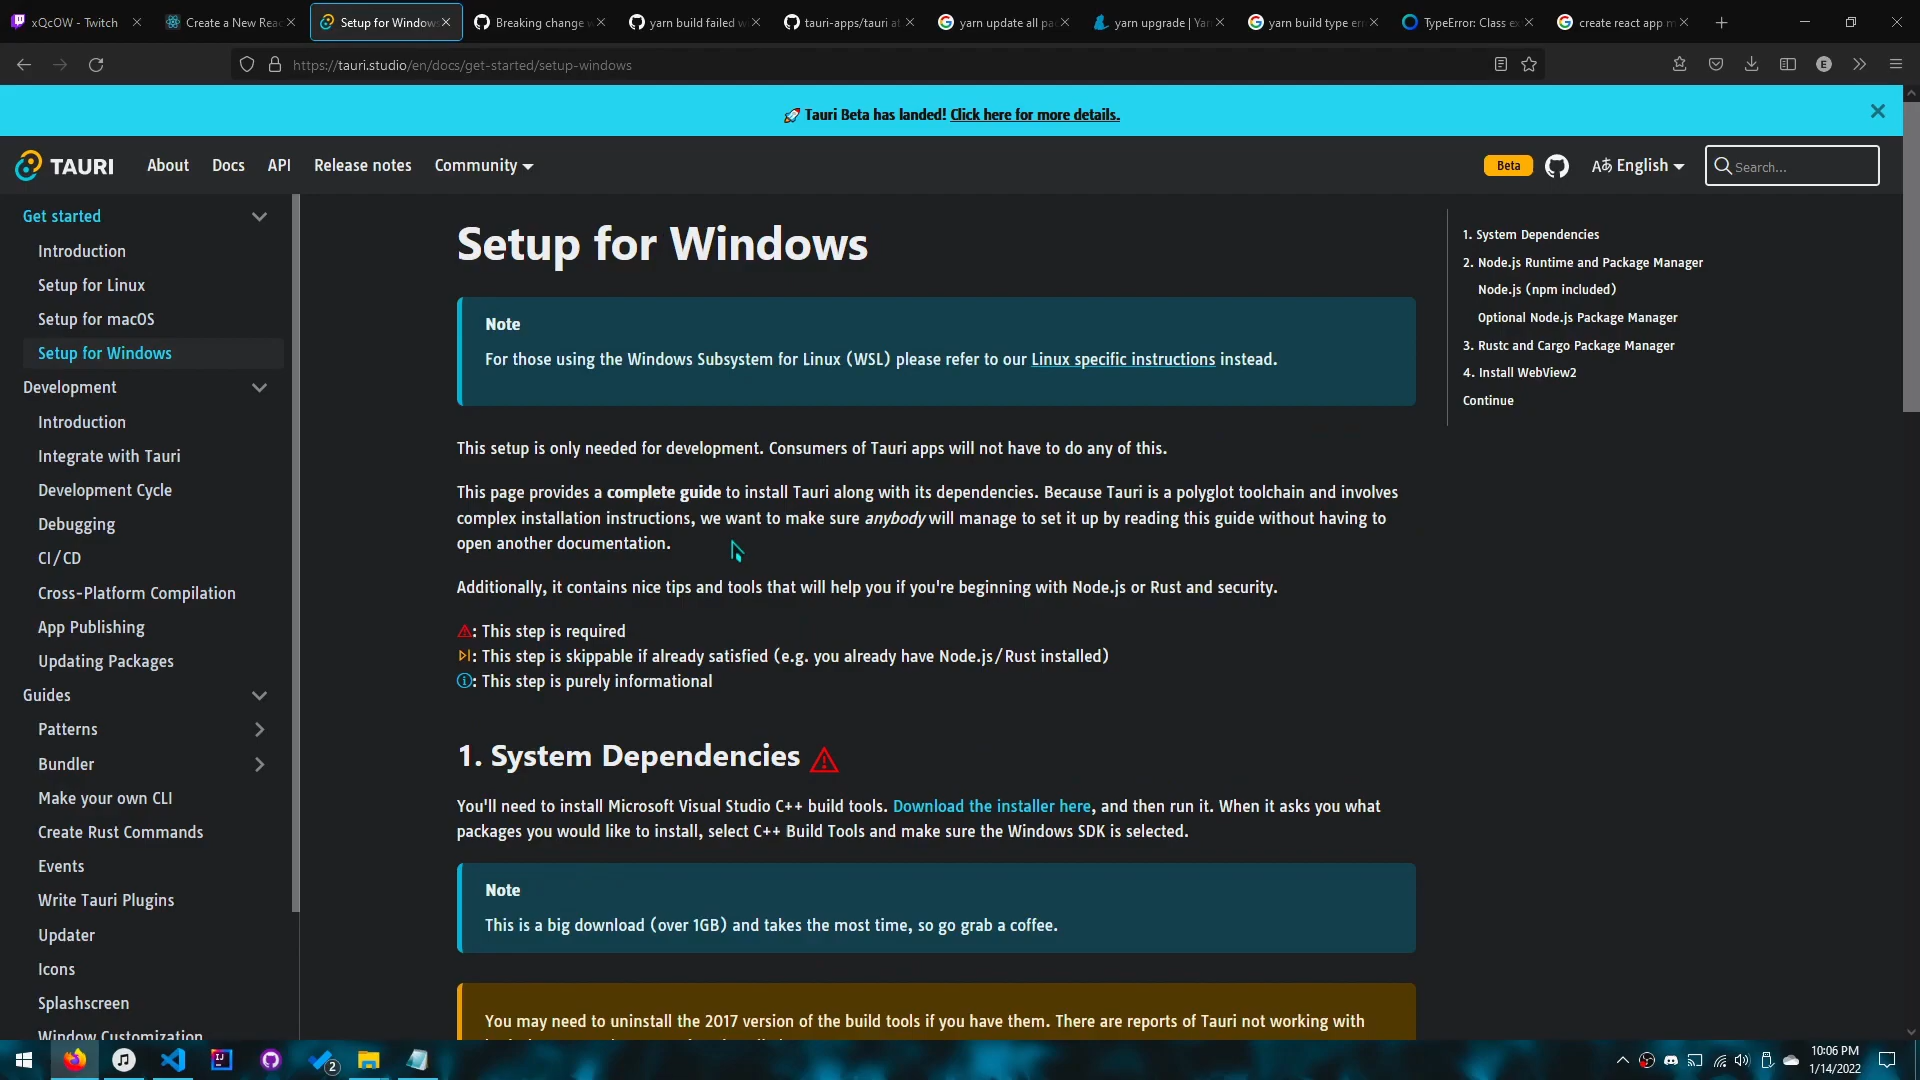 xQcOW - Twitch
Create a New Reac
Setup for Window
Breaking change
yarn build failed w
tauri-apps/tauri at
yarn update all pac
yarn upgrade | Yar
yarn build type err
TypeError: Class ex
create react app m
https://tauri.studio/en/docs/get-started/setup-windows
E
🚀 Tauri Beta has landed! Click here for more details.
TAURI
About
Docs
API
Release notes
Community
Beta
Aあ English
Search...
Get started
Introduction
Setup for Linux
Setup for macOS
Setup for Windows
Development
Introduction
Integrate with Tauri
Development Cycle
Debugging
CI/CD
Cross-Platform Compilation
App Publishing
Updating Packages
Guides
Patterns
Bundler
Make your own CLI
Create Rust Commands
Events
Write Tauri Plugins
Updater
Icons
Splashscreen
Window Customization
Setup for Windows
Note
For those using the Windows Subsystem for Linux (WSL) please refer to our Linux specific instructions instead.
This setup is only needed for development. Consumers of Tauri apps will not have to do any of this.
This page provides a complete guide to install Tauri along with its dependencies. Because Tauri is a polyglot toolchain and involves
complex installation instructions, we want to make sure anybody will manage to set it up by reading this guide without having to
open another documentation.
Additionally, it contains nice tips and tools that will help you if you're beginning with Node.js or Rust and security.
: This step is required
: This step is skippable if already satisfied (e.g. you already have Node.js/Rust installed)
: This step is purely informational
1. System Dependencies
You'll need to install Microsoft Visual Studio C++ build tools. Download the installer here, and then run it. When it asks you what
packages you would like to install, select C++ Build Tools and make sure the Windows SDK is selected.
Note
This is a big download (over 1GB) and takes the most time, so go grab a coffee.
You may need to uninstall the 2017 version of the build tools if you have them. There are reports of Tauri not working with
1. System Dependencies
2. Node.js Runtime and Package Manager
Node.js (npm included)
Optional Node.js Package Manager
3. Rustc and Cargo Package Manager
4. Install WebView2
Continue
IJ
2
10:06 PM
1/14/2022